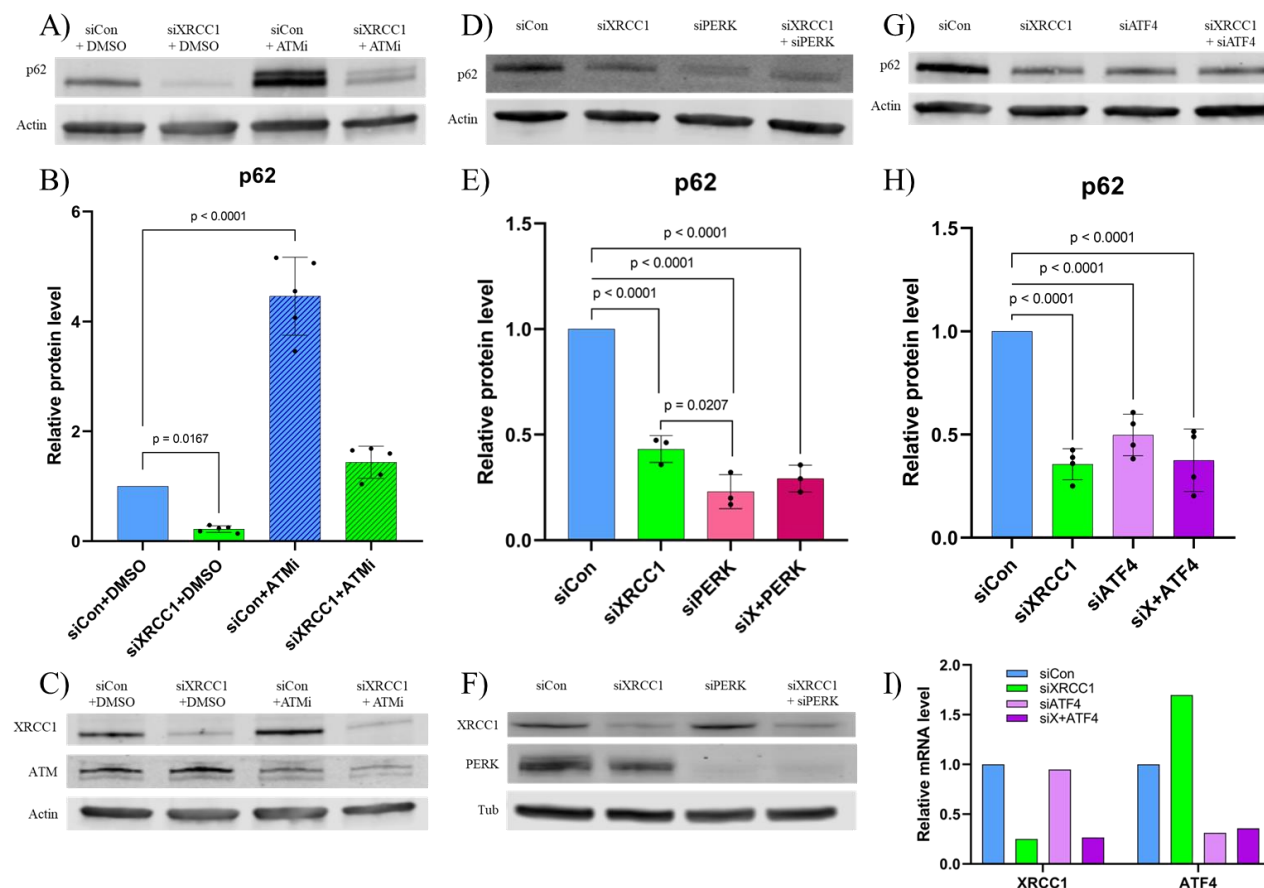 A)
siCon
+ DMSO
siXRCC1
+ DMSO
siCon
+ ATMi
siXRCC1
+ ATMi
p62
Actin
B)
p62
Relative protein level
6
4
2
0
p < 0.0001
p = 0.0167
siCon+DMSO
siXRCC1+DMSO
siCon+ATMi
siXRCC1+ATMi
C)
siCon
+DMSO
siXRCC1
+DMSO
siCon
+ATMi
siXRCC1
+ ATMi
XRCC1
ATM
Actin
D)
siCon
siXRCC1
siPERK
siXRCC1
+ siPERK
p62
Actin
E)
p62
Relative protein level
1.5
1.0
0.5
0.0
p < 0.0001
p < 0.0001
p < 0.0001
p = 0.0207
siCon
siXRCC1
siPERK
siX+PERK
F)
siCon
siXRCC1
siPERK
siXRCC1
+ siPERK
XRCC1
PERK
Tub
G)
siCon
siXRCC1
siATF4
siXRCC1
+ siATF4
p62
Actin
H)
p62
Relative protein level
1.5
1.0
0.5
0.0
p < 0.0001
p < 0.0001
p < 0.0001
siCon
siXRCC1
siATF4
siX+ATF4
I)
Relative mRNA level
2.0
1.5
1.0
0.5
0.0
siCon
siXRCC1
siATF4
siX+ATF4
XRCC1
ATF4